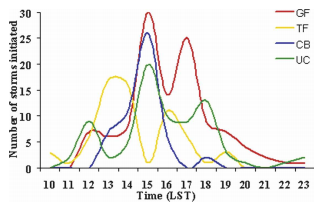 Number of storms initiated
30
25
20
15
10
5
0
10 11 12 13 14 15 16 17 18 19 20 21 22 23
Time (LST)
GF
TF
CB
UC